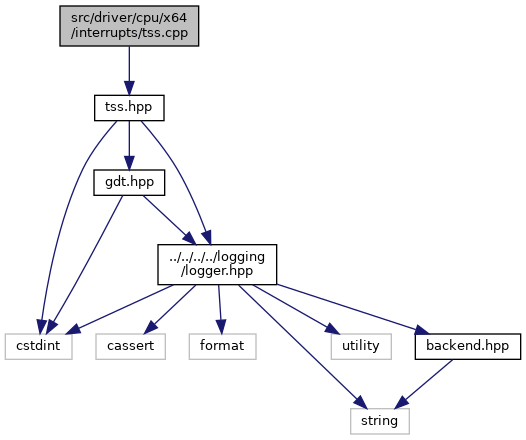 src/driver/cpu/x64
/interrupts/tss.cpp
tss.hpp
gdt.hpp
../../../../logging
/logger.hpp
cstdint
cassert
format
utility
backend.hpp
string